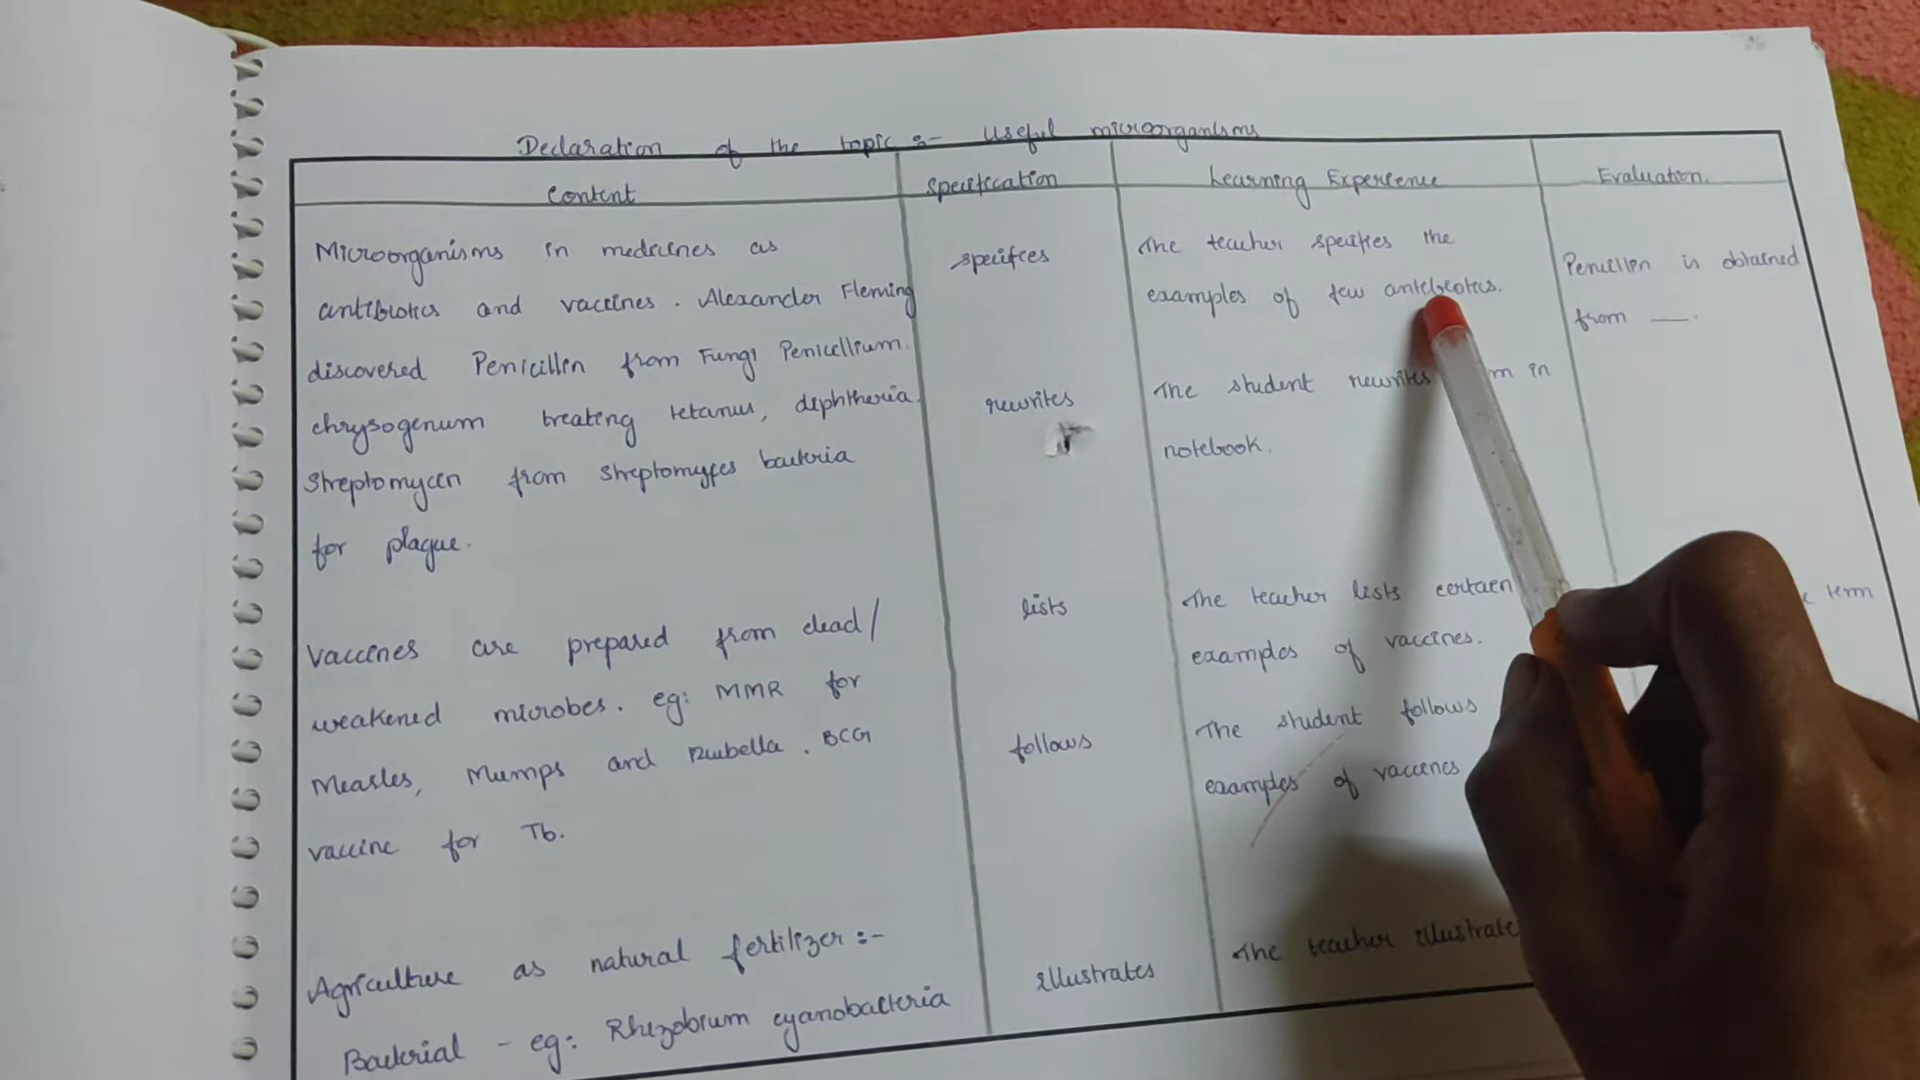 Declaration of the topic :- Useful microorganisms
Content
Specification
Learning Experience
Evaluation.
Microorganisms in medicines as
antibiotics and vaccines. Alexander Fleming
discovered Penicillin from Fungi Penicillium
chrysogenum treating tetanus, diphtheria.
Streptomycin from streptomyces bacteria
for plague.
Vaccines are prepared from dead/
weakened microbes. eg: MMR for
Measles, Mumps and Rubella. BCG
vaccine for Tb.
Agriculture as natural fertilizer :-
Bacterial - eg: Rhizobium cyanobacteria
specifies
rewrites
lists
follows
illustrates
The teacher specifies the
examples of few antibiotics.
The student rewrites in
notebook.
The teacher lists certain
examples of vaccines.
The student follows
examples of vaccines
The teacher illustrate
Penicillin is obtained
from __.
term